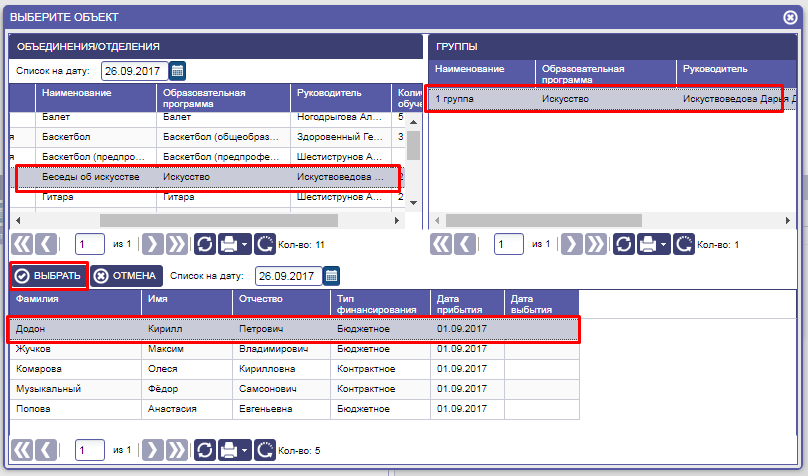 ВЫБЕРИТЕ ОБЪЕКТ
ОБЪЕДИНЕНИЯ/ОТДЕЛЕНИЯ
Список на дату: 26.09.2017
Наименование Образовательная программа Руководитель Колич обуче
Балет Балет Ногодрыгова Ал... 5
я Баскетбол Баскетбол (общеобраз... Здоровенный Ге... 3
я Баскетбол (предпро... Баскетбол (предпрофе... Шестиструнов А...
Беседы об искусстве Искусство Искуствоведова ... 2
Гитара Гитара Шестиструнов А...
1 из 1 Кол-во: 11
ГРУППЫ
Наименование Образовательная программа Руководитель
1 группа Искусство Искуствоведова Дарья Д
1 из 1 Кол-во: 1
ВЫБРАТЬ ОТМЕНА Список на дату: 26.09.2017
Фамилия Имя Отчество Тип финансирования Дата прибытия Дата выбытия
Додон Кирилл Петрович Бюджетное 01.09.2017
Жучков Максим Владимирович Бюджетное 01.09.2017
Комарова Олеся Кирилловна Контрактное 01.09.2017
Музыкальный Фёдор Самсонович Контрактное 01.09.2017
Попова Анастасия Евгеньевна Бюджетное 01.09.2017
1 из 1 Кол-во: 5